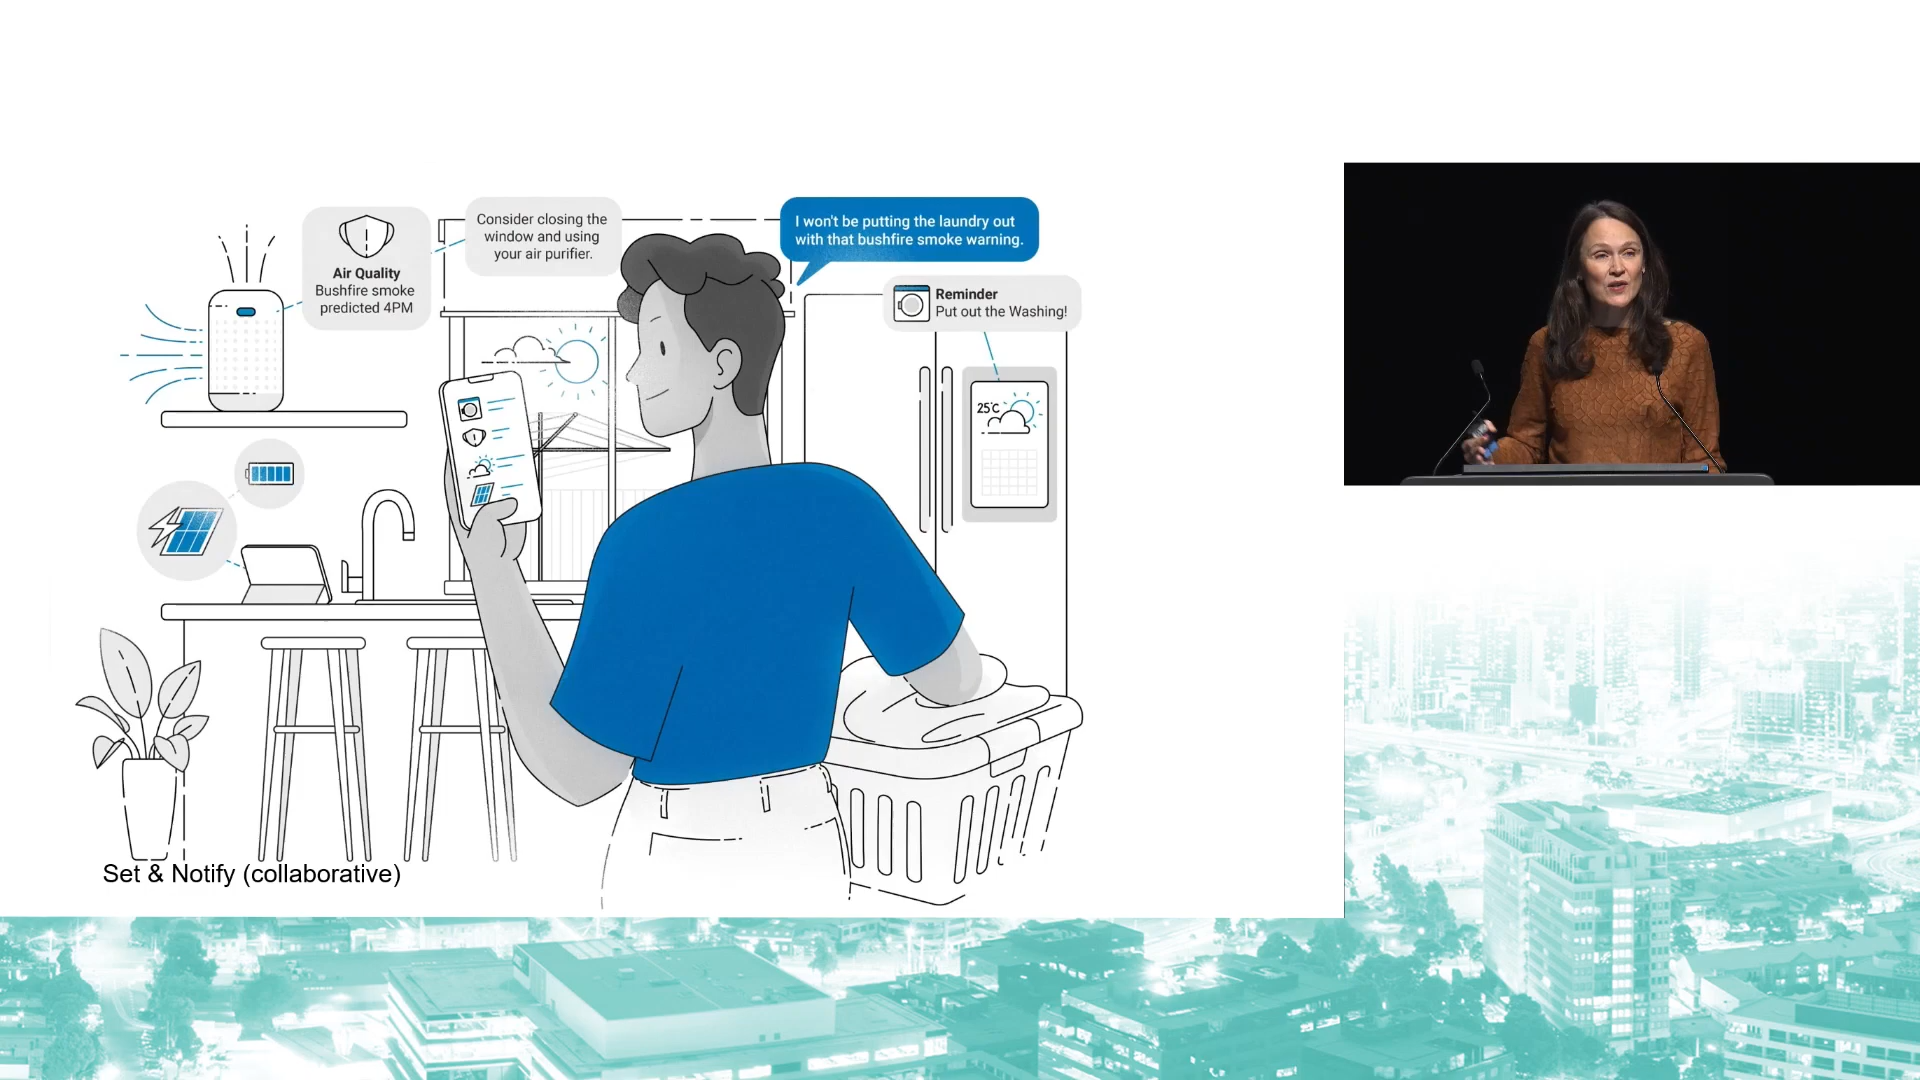 Air Quality
Bushfire smoke
predicted 4PM
Consider closing the
window and using
your air purifier.
I won't be putting the laundry out
with that bushfire smoke warning.
Reminder
Put out the Washing!
25°C
Set & Notify (collaborative)